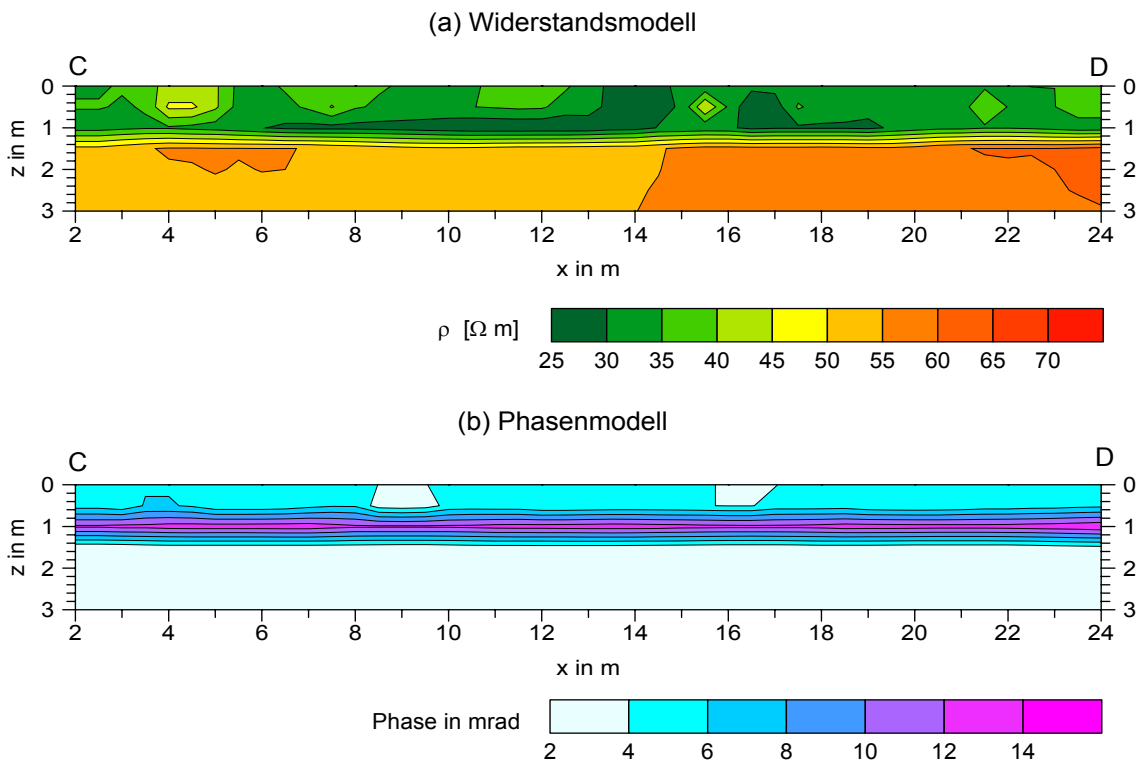 (a) Widerstandsmodell
C D
0 0
1 1
2 2
3 3
z in m
2 4 6 8 10 12 14 16 18 20 22 24
x in m
ρ [Ω m]
25 30 35 40 45 50 55 60 65 70
(b) Phasenmodell
C D
0 0
1 1
2 2
3 3
z in m
2 4 6 8 10 12 14 16 18 20 22 24
x in m
Phase in mrad
2 4 6 8 10 12 14